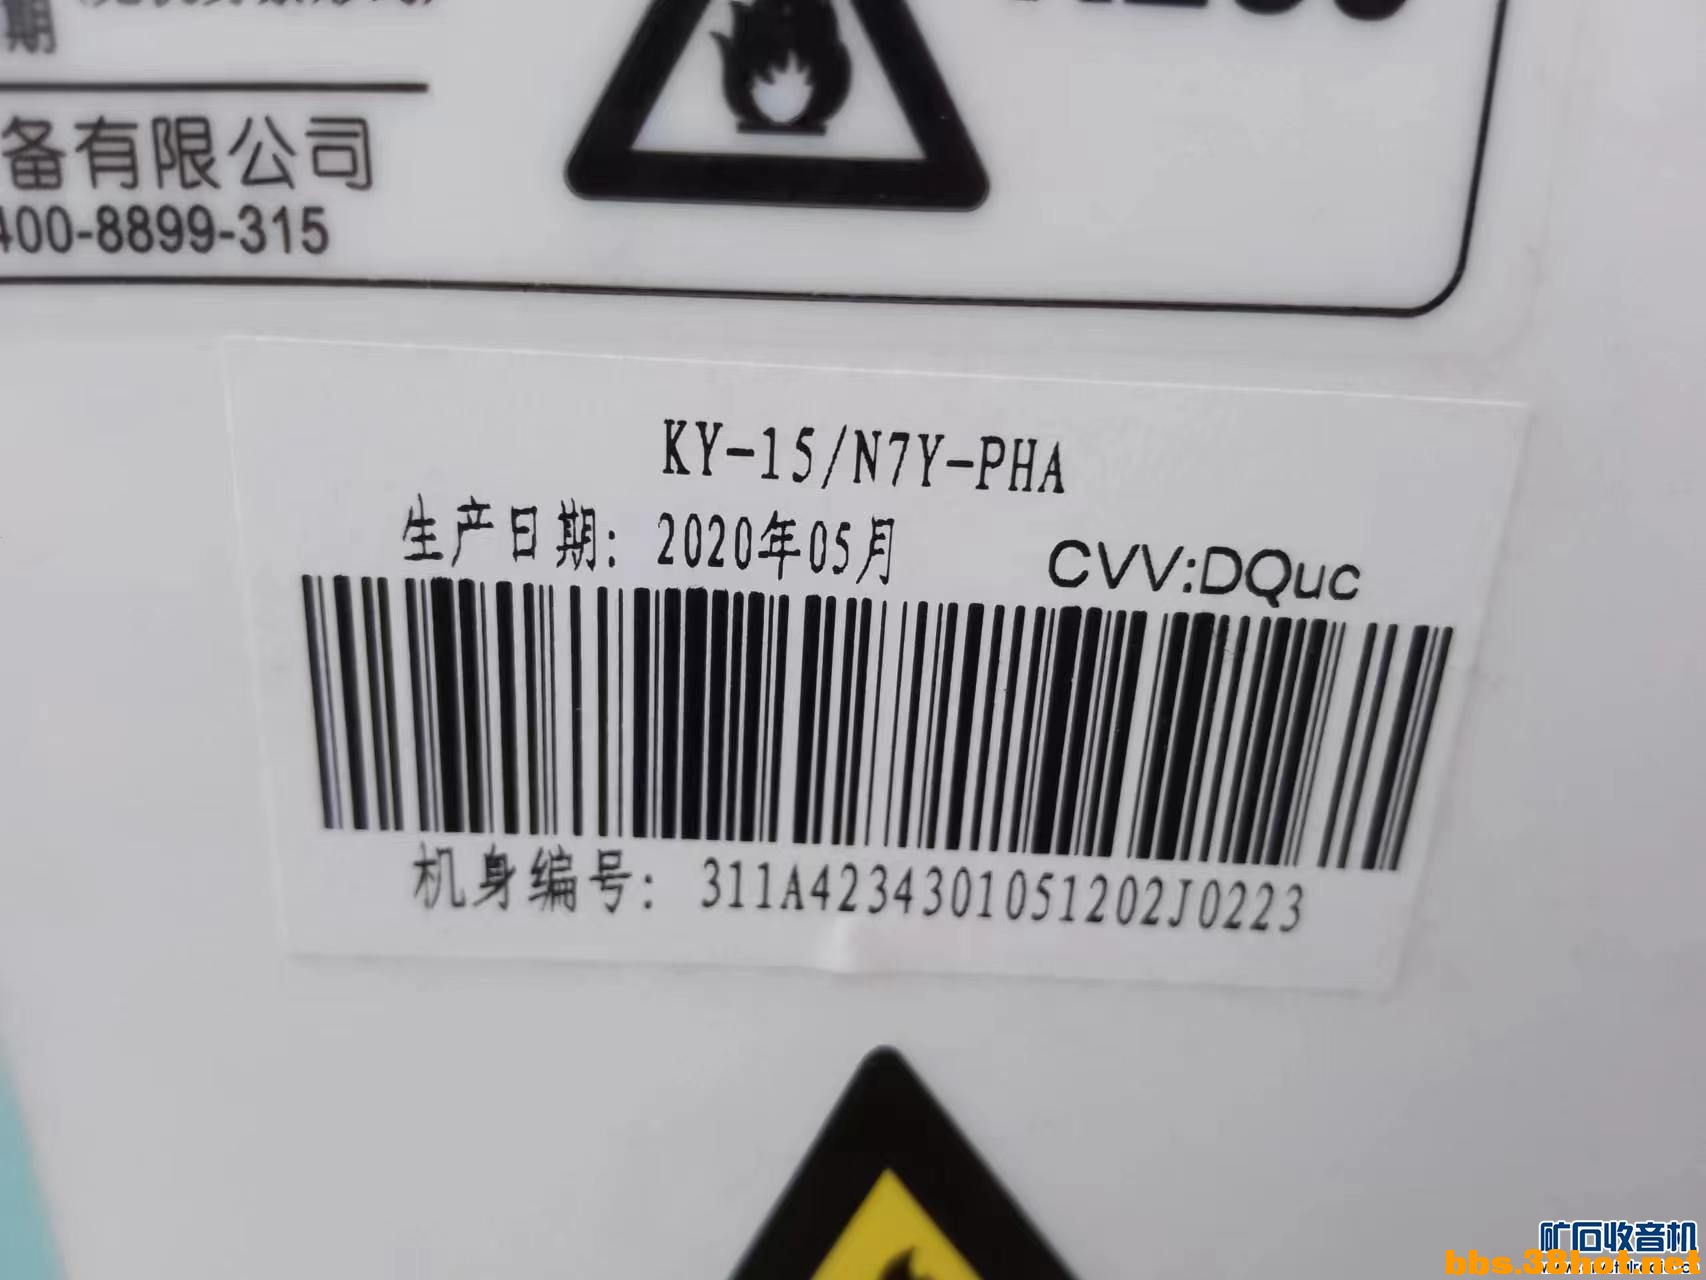 期
备有限公司
400-8899-315
KY-15/N7Y-PHA
生产日期: 2020年05月
CVV:DQuc
机身编号: 311A4234301051202J0223
矿石收音机
bbs.38hot.net